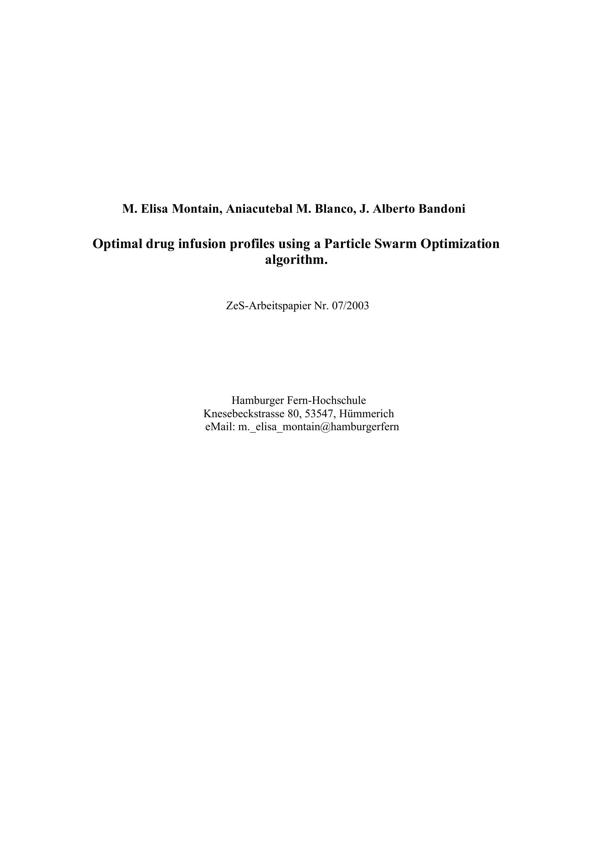 M. Elisa Montain, Aniacutebal M. Blanco, J. Alberto Bandoni
Optimal drug infusion profiles using a Particle Swarm Optimization
algorithm.
ZeS-Arbeitspapier Nr. 07/2003
Hamburger Fern-Hochschule
Knesebeckstrasse 80, 53547, Hümmerich
eMail: m._elisa_montain@hamburgerfern